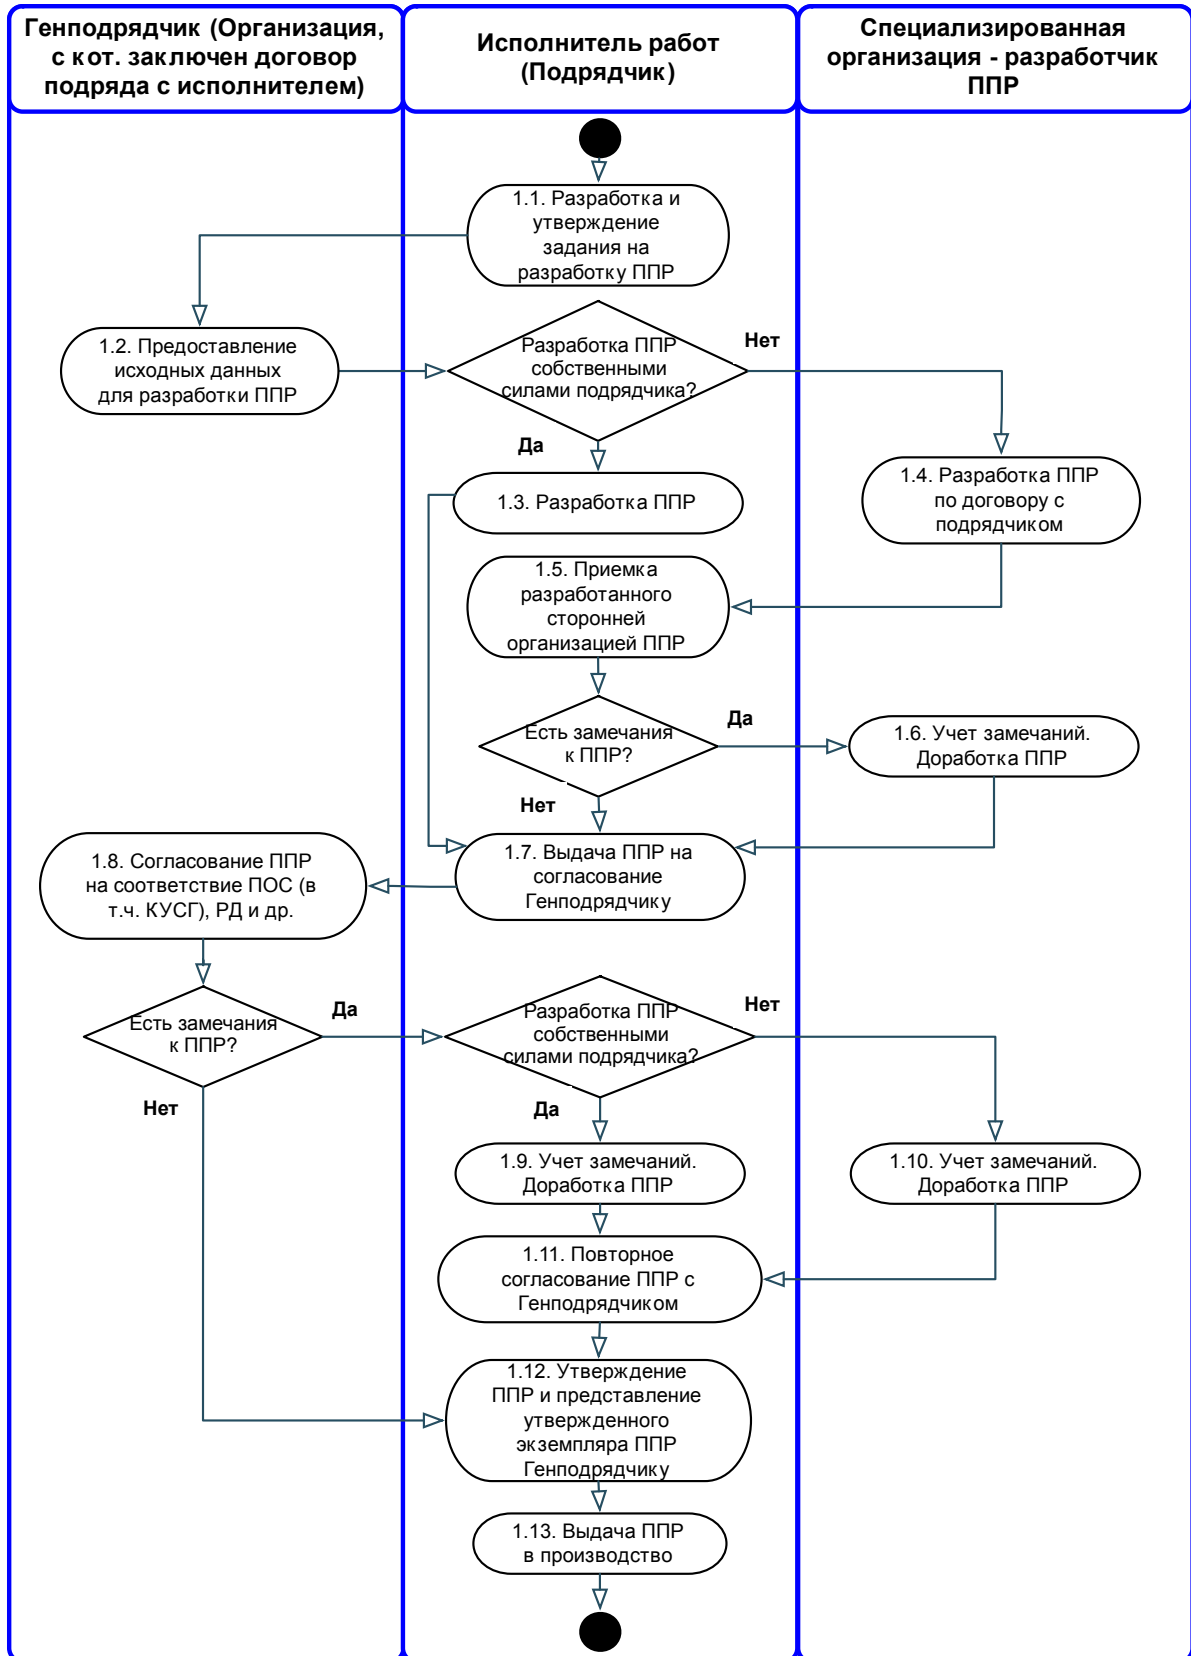 Генподрядчик (Организация,
с кот. заключен договор
подряда с исполнителем)
Исполнитель работ
(Подрядчик)
Специализированная
организация - разработчик
ППР
1.1. Разработка и
утверждение
задания на
разработку ППР
1.2. Предоставление
исходных данных
для разработки ППР
Разработка ППР
собственными
силами подрядчика?
Нет
Да
1.3. Разработка ППР
1.4. Разработка ППР
по договору с
подрядчиком
1.5. Приемка
разработанного
сторонней
организацией ППР
Есть замечания
к ППР?
Да
Нет
1.6. Учет замечаний.
Доработка ППР
1.7. Выдача ППР на
согласование
Генподрядчику
1.8. Согласование ППР
на соответствие ПОС (в
т.ч. КУСГ), РД и др.
Есть замечания
к ППР?
Да
Нет
Разработка ППР
собственными
силами подрядчика?
Нет
Да
1.9. Учет замечаний.
Доработка ППР
1.10. Учет замечаний.
Доработка ППР
1.11. Повторное
согласование ППР с
Генподрядчиком
1.12. Утверждение
ППР и представление
утвержденного
экземпляра ППР
Генподрядчику
1.13. Выдача ППР
в производство